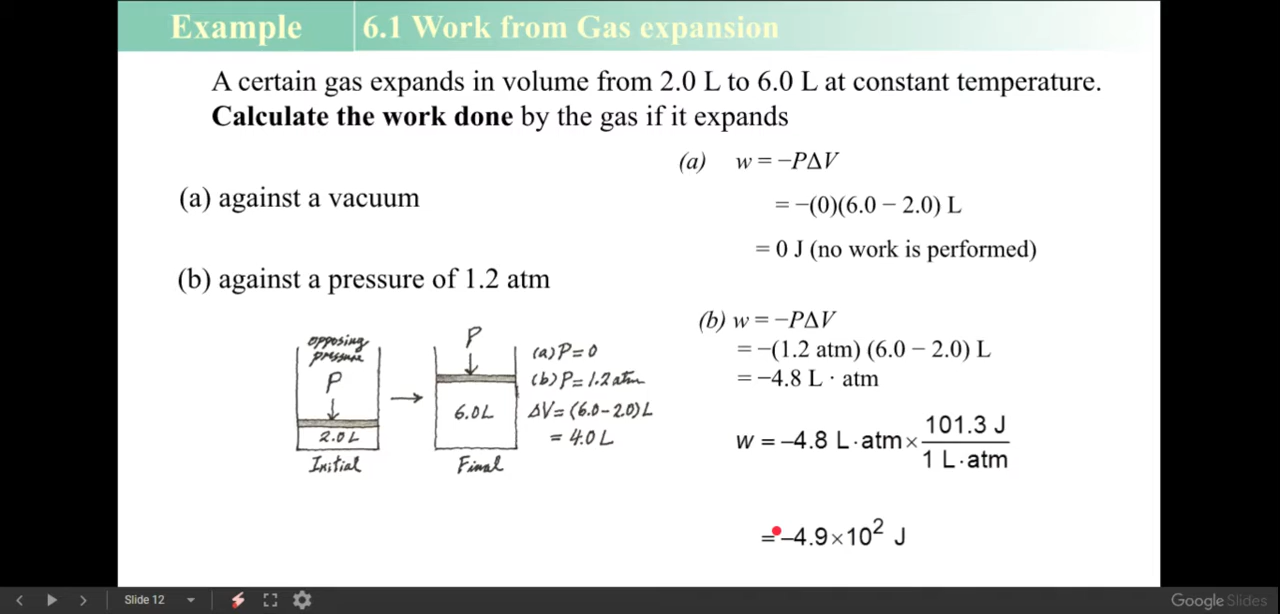 Example
6.1 Work from Gas expansion
A certain gas expands in volume from 2.0 L to 6.0 L at constant temperature.
Calculate the work done by the gas if it expands
(a) against a vacuum
(b) against a pressure of 1.2 atm
(a) w = −PΔV
= −(0)(6.0 − 2.0) L
= 0 J (no work is performed)
(b) w = −PΔV
= −(1.2 atm) (6.0 − 2.0) L
= −4.8 L · atm
w = −4.8 L·atm × 101.3 J / 1 L·atm
= −4.9×10² J
opposing
pressure
P
↓
2.0L
Initial
→
P
↓
6.0L
Final
(a) P = 0
(b) P = 1.2 atm
ΔV = (6.0 - 2.0) L
= 4.0 L
Slide 12
Google Slides